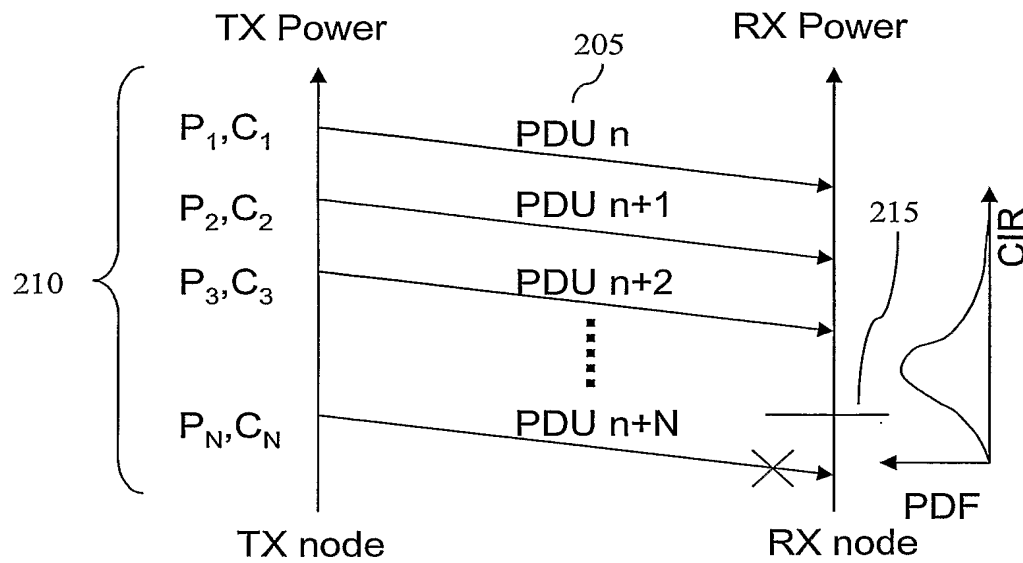 TX Power
RX Power
205
P1,C1
PDU n
P2,C2
PDU n+1
215
CIR
210
P3,C3
PDU n+2
PN,CN
PDU n+N
PDF
TX node
RX node